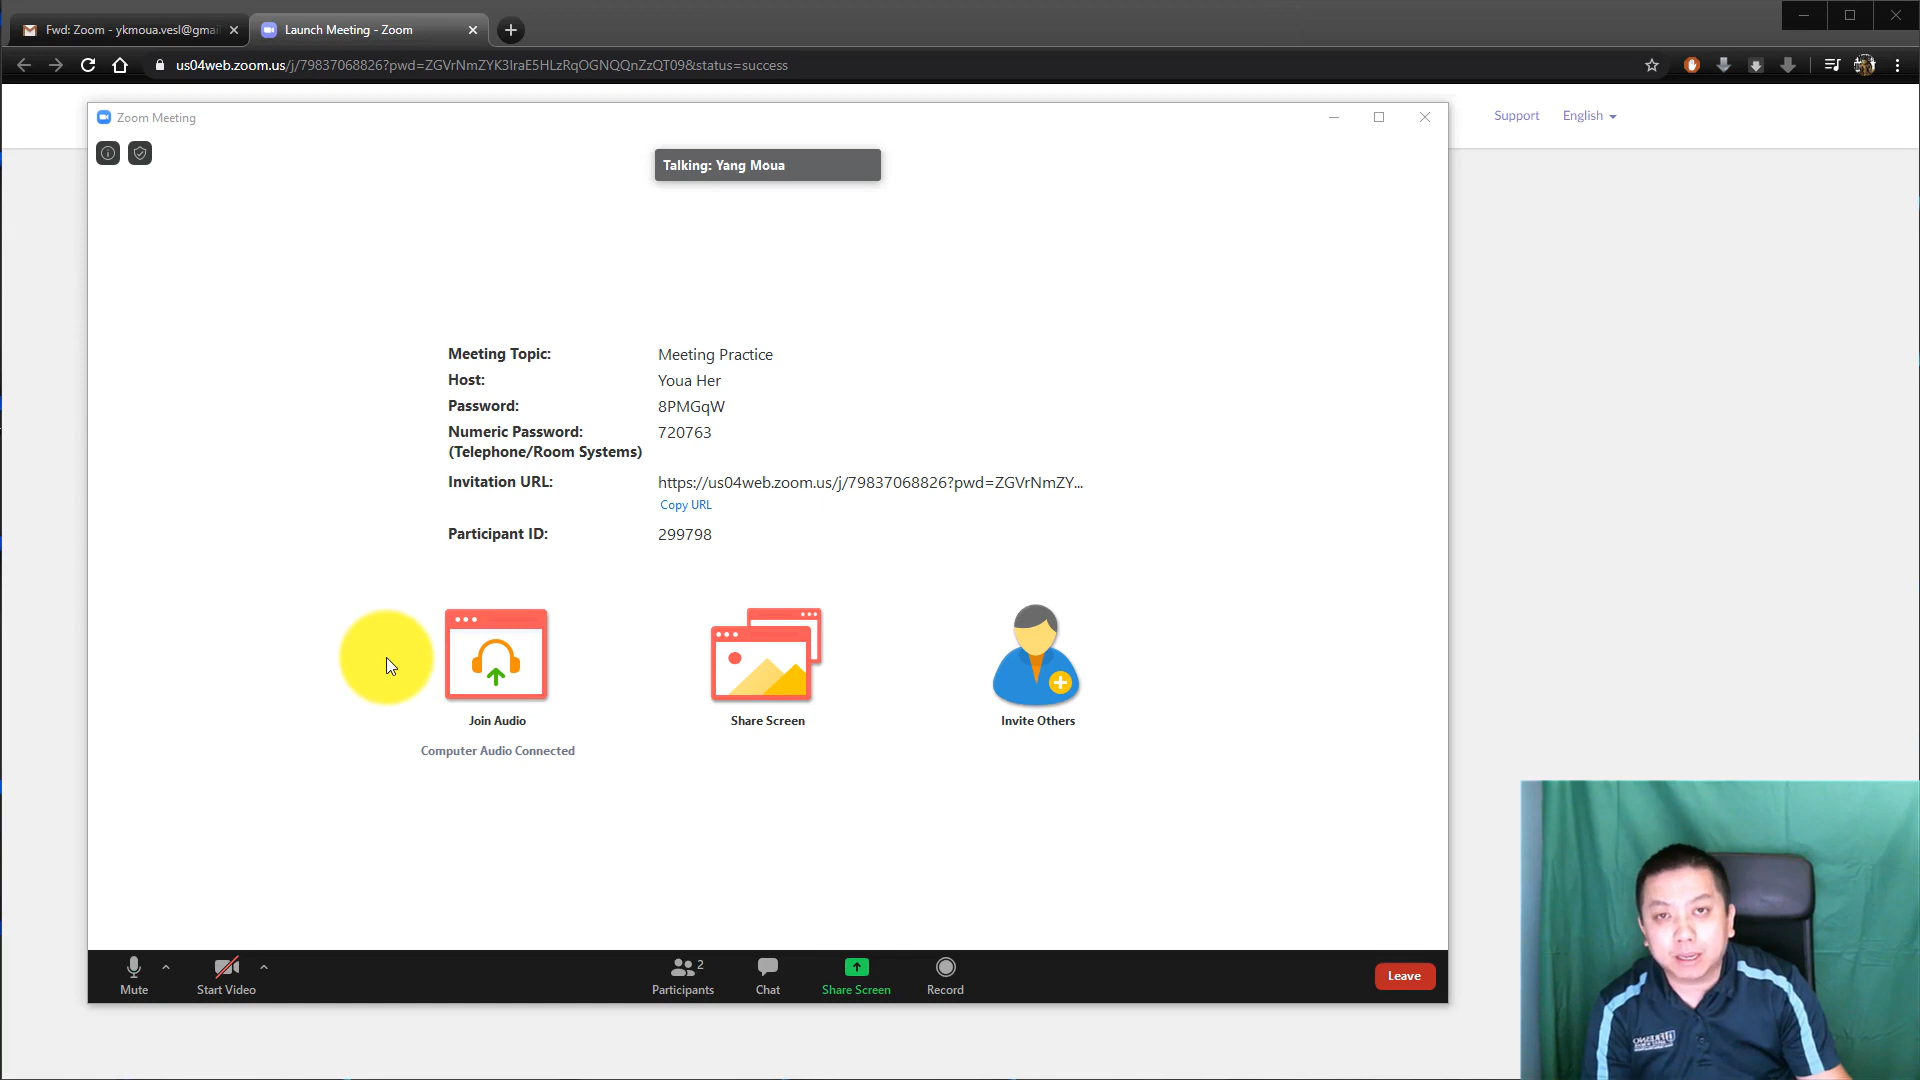 Fwd: Zoom - ykmoua.vesl@gmai
Launch Meeting - Zoom
us04web.zoom.us/j/79837068826?pwd=ZGVrNmZYK3IraE5HLzRqOGNQQnZzQT09&status=success
Support
English
Zoom Meeting
Talking: Yang Moua
Meeting Topic: Meeting Practice
Host: Youa Her
Password: 8PMGqW
Numeric Password: 720763
(Telephone/Room Systems)
Invitation URL: https://us04web.zoom.us/j/79837068826?pwd=ZGVrNmZY...
Copy URL
Participant ID: 299798
Join Audio
Share Screen
Invite Others
Computer Audio Connected
2
Mute
Start Video
Participants
Chat
Share Screen
Record
Leave